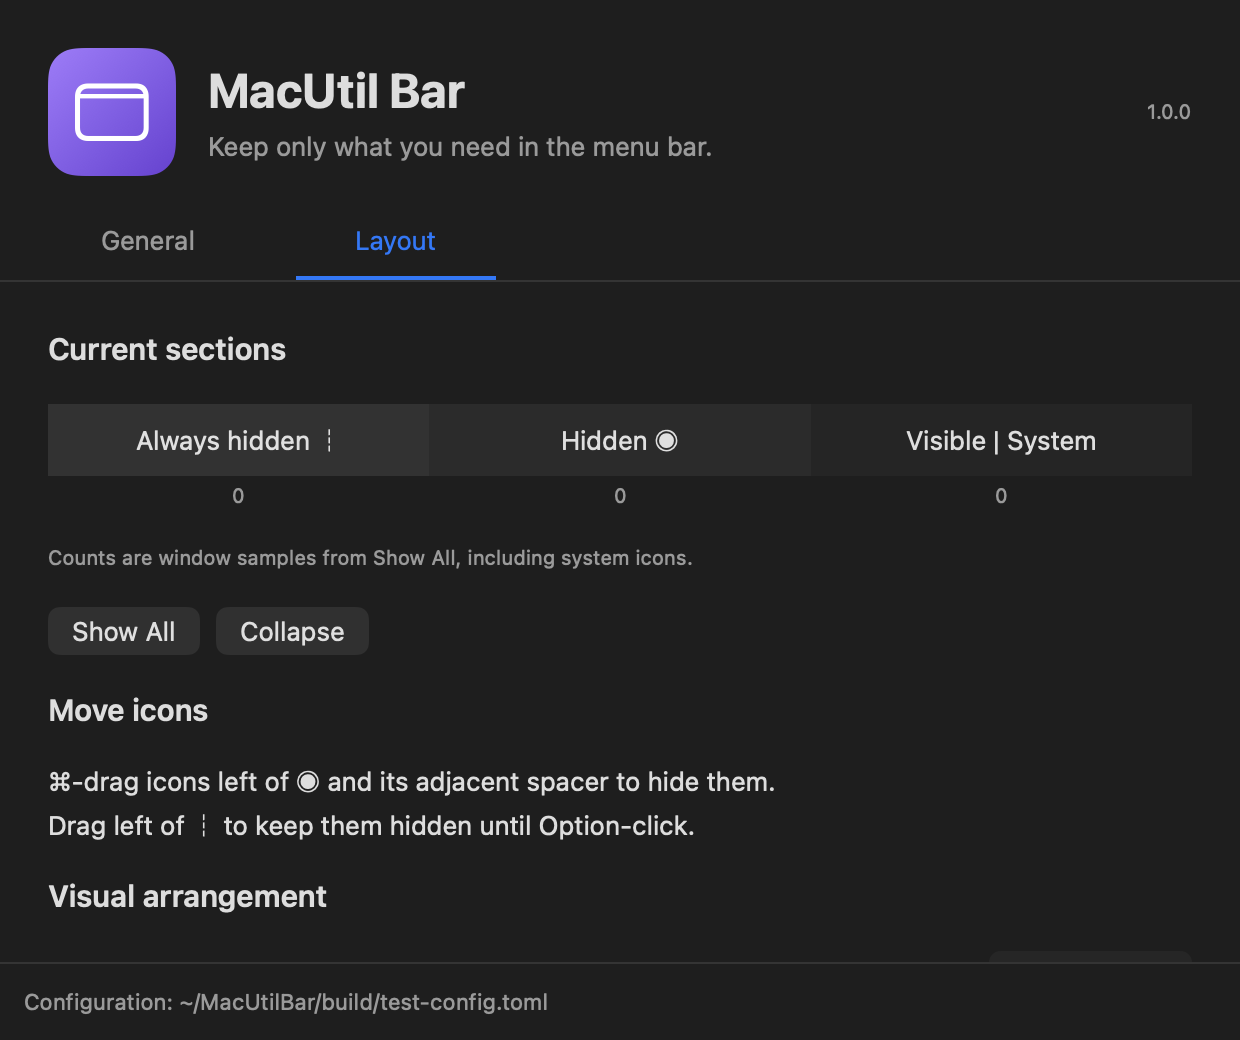 MacUtil Bar
Keep only what you need in the menu bar.
1.0.0
General
Layout
Current sections
Always hidden ┊
Hidden ◉
Visible | System
0
0
0
Counts are window samples from Show All, including system icons.
Show All
Collapse
Move icons
⌘-drag icons left of ◉ and its adjacent spacer to hide them.
Drag left of ┊ to keep them hidden until Option-click.
Visual arrangement
Configuration: ~/MacUtilBar/build/test-config.toml